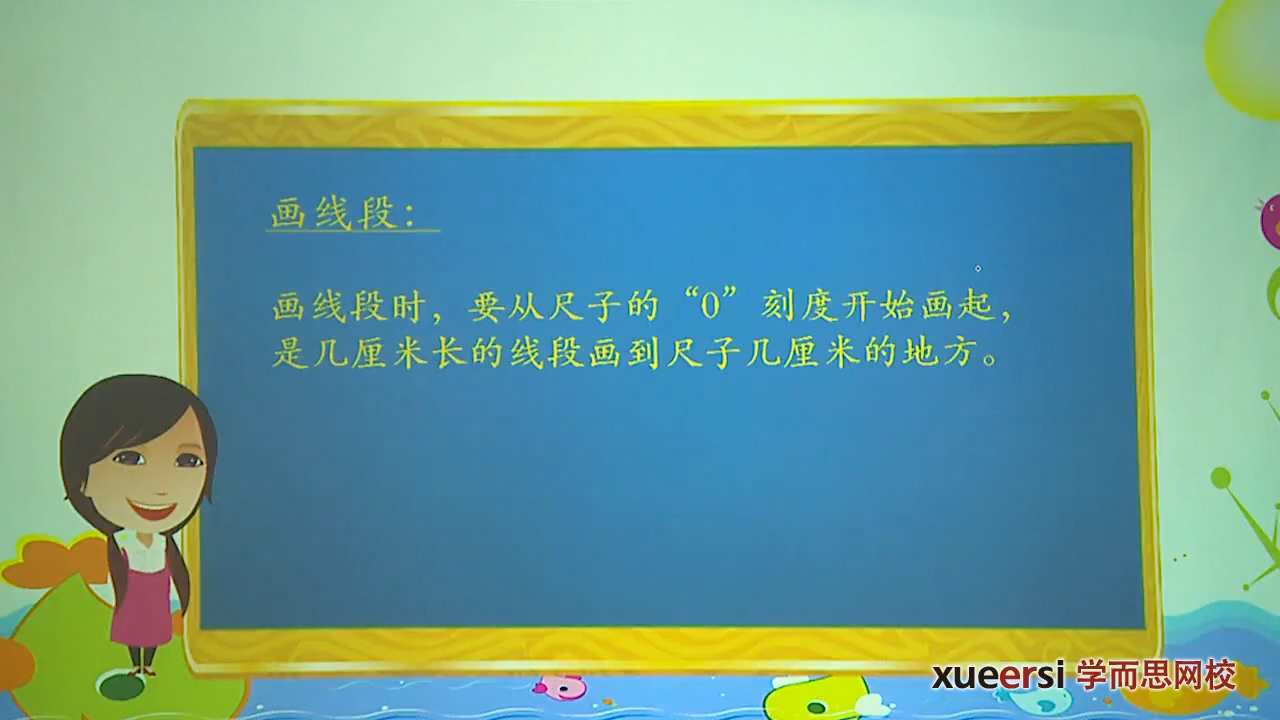 画线段：
画线段时，要从尺子的“0”刻度开始画起，
是几厘米长的线段画到尺子几厘米的地方。
xueersi 学而思网校